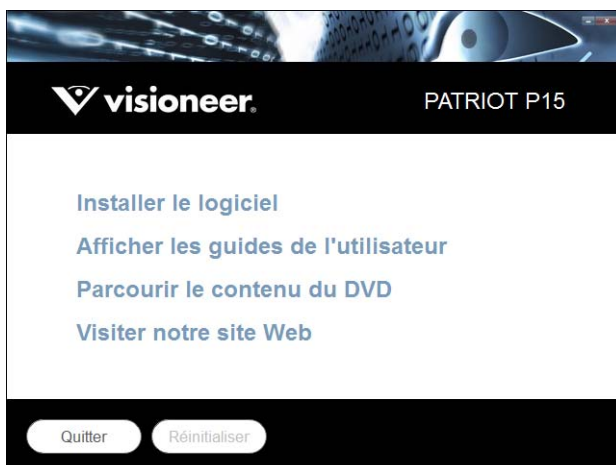 visioneer®
PATRIOT P15
Installer le logiciel
Afficher les guides de l'utilisateur
Parcourir le contenu du DVD
Visiter notre site Web
Quitter
Réinitialiser